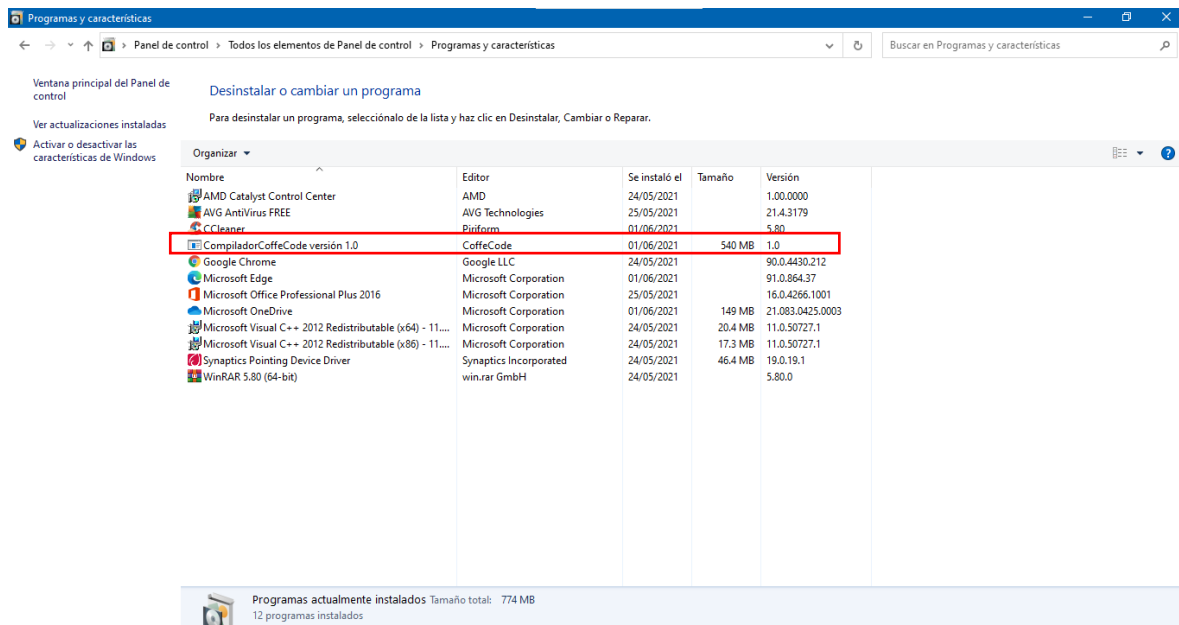 Programas y características
Panel de control › Todos los elementos de Panel de control › Programas y características
Buscar en Programas y características
Ventana principal del Panel de
control
Ver actualizaciones instaladas
Activar o desactivar las
características de Windows
Desinstalar o cambiar un programa
Para desinstalar un programa, selecciónalo de la lista y haz clic en Desinstalar, Cambiar o Reparar.
Organizar
Nombre Editor Se instaló el Tamaño Versión
AMD Catalyst Control Center AMD 24/05/2021 1.00.0000
AVG AntiVirus FREE AVG Technologies 25/05/2021 21.4.3179
CCleaner Piriform 01/06/2021 5.80
CompiladorCoffeCode versión 1.0 CoffeCode 01/06/2021 540 MB 1.0
Google Chrome Google LLC 24/05/2021 90.0.4430.212
Microsoft Edge Microsoft Corporation 01/06/2021 91.0.864.37
Microsoft Office Professional Plus 2016 Microsoft Corporation 25/05/2021 16.0.4266.1001
Microsoft OneDrive Microsoft Corporation 01/06/2021 149 MB 21.083.0425.0003
Microsoft Visual C++ 2012 Redistributable (x64) - 11.... Microsoft Corporation 24/05/2021 20.4 MB 11.0.50727.1
Microsoft Visual C++ 2012 Redistributable (x86) - 11.... Microsoft Corporation 24/05/2021 17.3 MB 11.0.50727.1
Synaptics Pointing Device Driver Synaptics Incorporated 24/05/2021 46.4 MB 19.0.19.1
WinRAR 5.80 (64-bit) win.rar GmbH 24/05/2021 5.80.0
Programas actualmente instalados Tamaño total: 774 MB
12 programas instalados